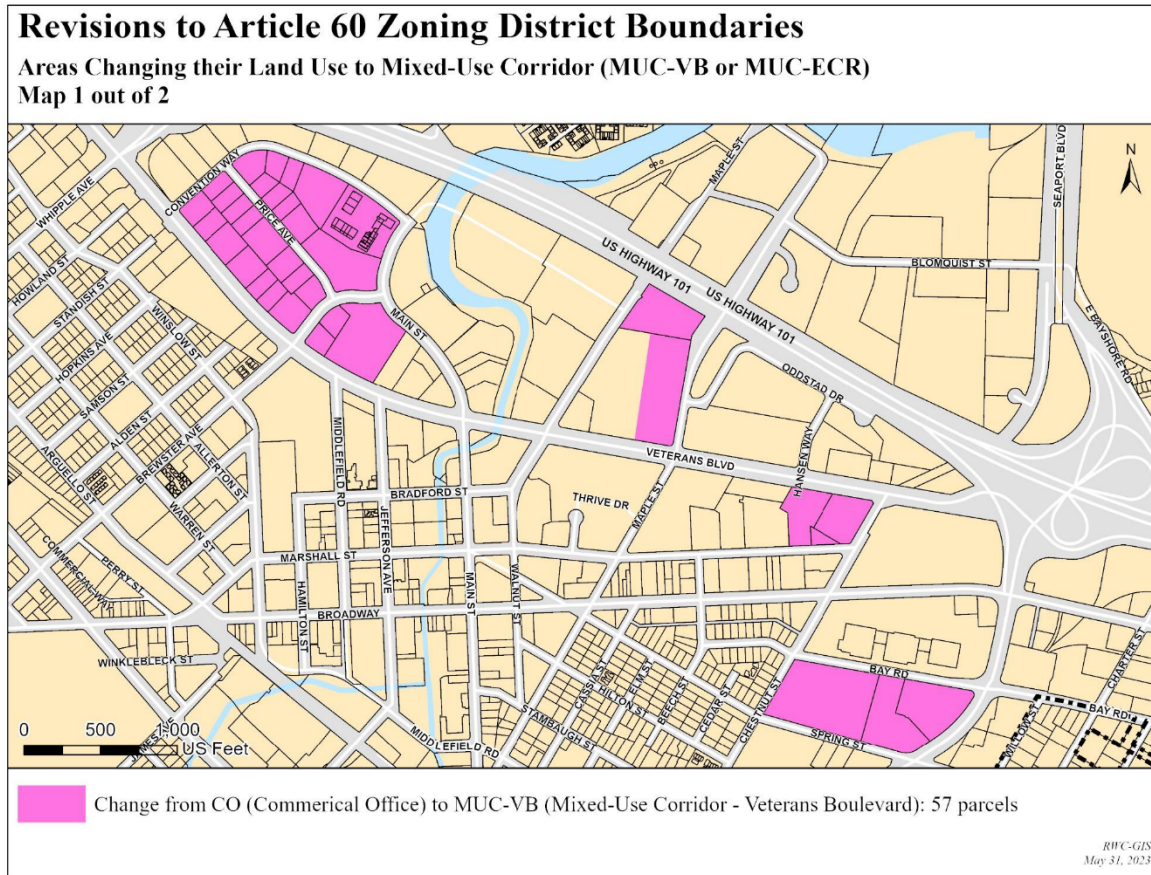 Revisions to Article 60 Zoning District Boundaries
Areas Changing their Land Use to Mixed-Use Corridor (MUC-VB or MUC-ECR)
Map 1 out of 2
CONVENTION WAY
WHIPPLE AVE
PRICE AVE
MAPLE ST
SEAPORT BLVD
N
HOWLAND ST
STANDISH ST
HOPKINS AVE
WINSLOW ST
SAMSON ST
ALDEN ST
BREWSTER AVE
ALLERTON ST
ARGUELLO ST
WARREN ST
MAIN ST
US HIGHWAY 101
US HIGHWAY 101
BLOMQUIST ST
E BAYSHORE RD
ODDSTAD DR
HANSEN WAY
VETERANS BLVD
MIDDLEFIELD RD
JEFFERSON AVE
BRADFORD ST
THRIVE DR
MAPLE ST
COMMERCIAL WAY
PERRY ST
MARSHALL ST
HAMILTON ST
BROADWAY
MAIN ST
WALNUT ST
WINKLEBLECK ST
CASSIA ST
HILTON ST
ELM ST
BEECH ST
CEDAR ST
CHESTNUT ST
BAY RD
CHARTER ST
BAY RD
WILLOW ST
SPRING ST
STAMBAUGH ST
MIDDLEFIELD RD
JAMES AVE
0 500 1,000
US Feet
Change from CO (Commerical Office) to MUC-VB (Mixed-Use Corridor - Veterans Boulevard): 57 parcels
RWC-GIS
May 31, 2023